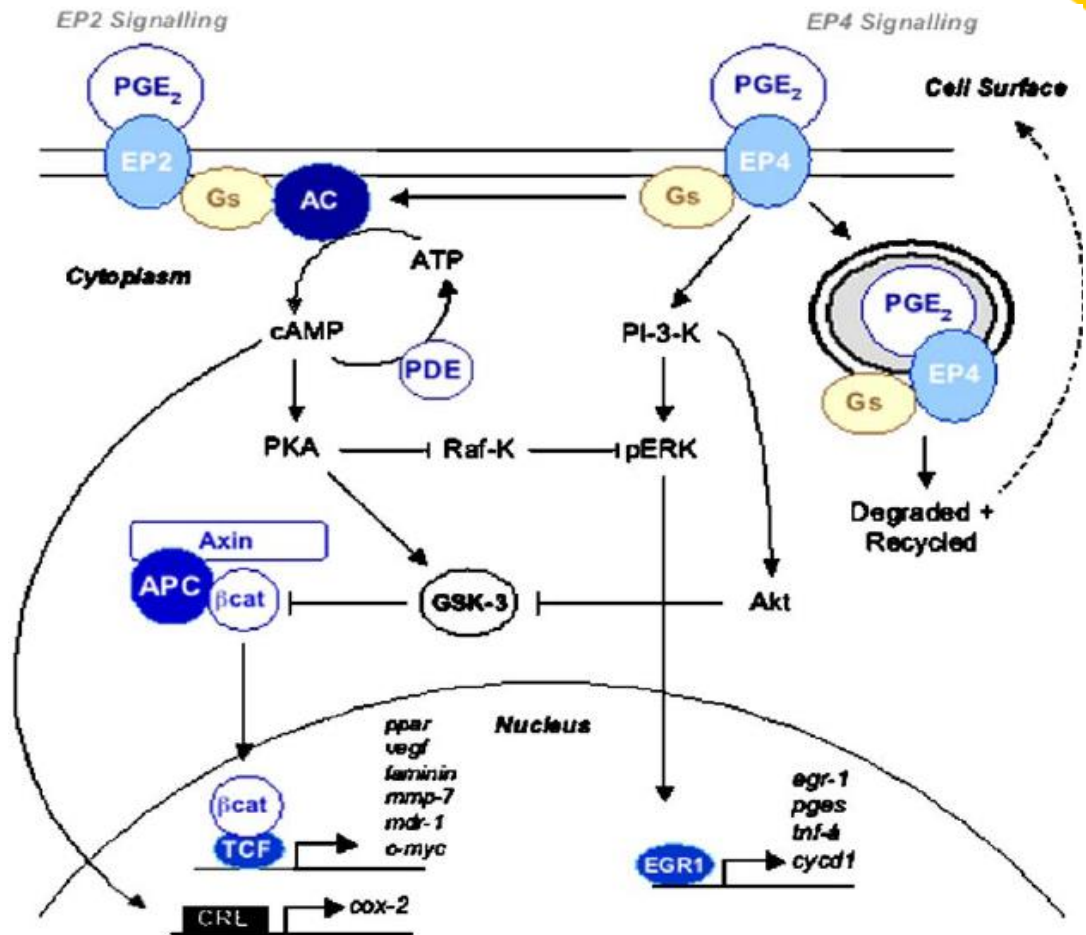 EP2 Signalling
EP4 Signalling
PGE2
PGE2
Cell Surface
EP2
EP4
Gs
AC
Gs
Cytoplasm
ATP
PGE2
cAMP
PI-3-K
PDE
EP4
Gs
PKA
Raf-K
pERK
Degraded +
Recycled
Axin
APC
βcat
GSK-3
Akt
Nucleus
ppar
vegf
laminin
mmp-7
mdr-1
c-myc
egr-1
pges
tnf-á
cycd1
βcat
TCF
EGR1
CRE
cox-2